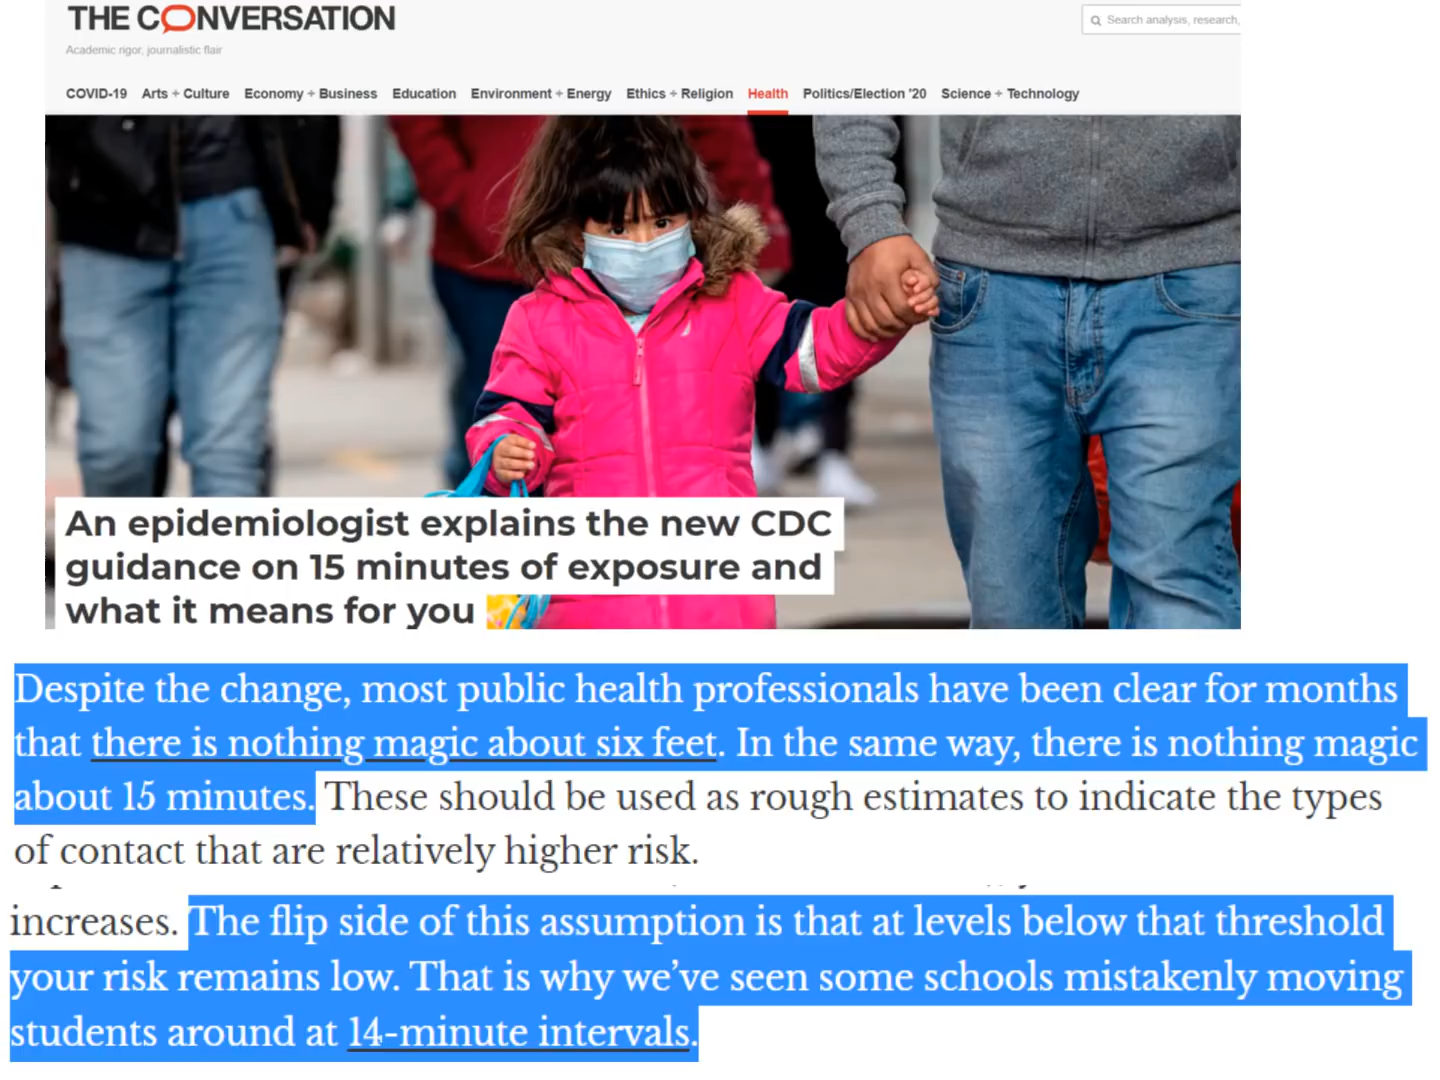 THE CONVERSATION
Academic rigor, journalistic flair
Search analysis, research,
COVID-19 Arts + Culture Economy + Business Education Environment + Energy Ethics + Religion Health Politics/Election '20 Science + Technology
An epidemiologist explains the new CDC
guidance on 15 minutes of exposure and
what it means for you
Despite the change, most public health professionals have been clear for months
that there is nothing magic about six feet. In the same way, there is nothing magic
about 15 minutes. These should be used as rough estimates to indicate the types
of contact that are relatively higher risk.
increases. The flip side of this assumption is that at levels below that threshold
your risk remains low. That is why we’ve seen some schools mistakenly moving
students around at 14-minute intervals.